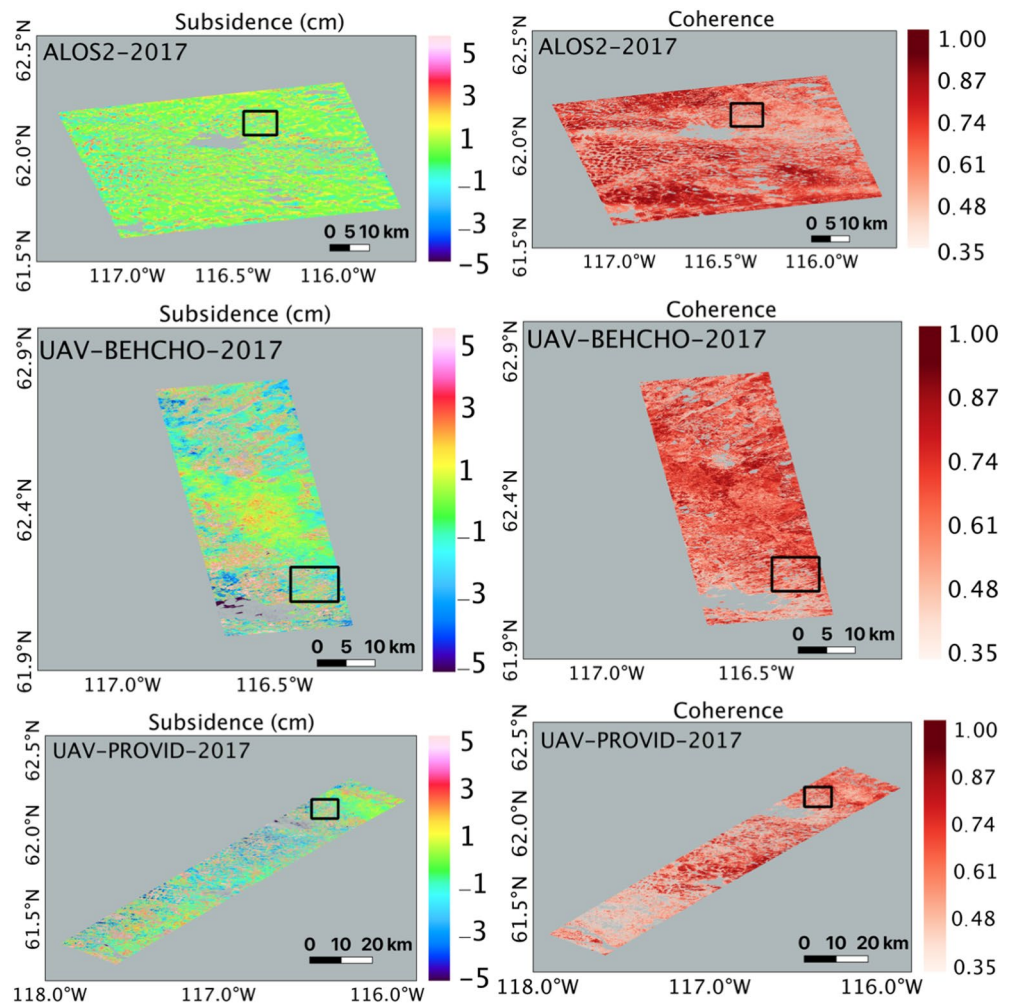 Subsidence (cm)
Coherence
ALOS2-2017
ALOS2-2017
62.5°N
62.0°N
61.5°N
5
3
1
-1
-3
-5
0 5 10 km
117.0°W 116.5°W 116.0°W
62.5°N
62.0°N
61.5°N
1.00
0.87
0.74
0.61
0.48
0.35
0 5 10 km
117.0°W 116.5°W 116.0°W
Subsidence (cm)
Coherence
UAV-BEHCHO-2017
UAV-BEHCHO-2017
62.9°N
62.4°N
61.9°N
5
3
1
-1
-3
-5
0 5 10 km
117.0°W 116.5°W
62.9°N
62.4°N
61.9°N
1.00
0.87
0.74
0.61
0.48
0.35
0 5 10 km
117.0°W 116.5°W
Subsidence (cm)
Coherence
UAV-PROVID-2017
UAV-PROVID-2017
62.5°N
62.0°N
61.5°N
5
3
1
-1
-3
-5
0 10 20 km
118.0°W 117.0°W 116.0°W
62.5°N
62.0°N
61.5°N
1.00
0.87
0.74
0.61
0.48
0.35
0 10 20 km
118.0°W 117.0°W 116.0°W